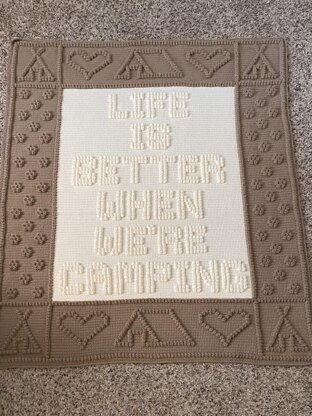 LIFE
IS
BETTER
WHEN
WE'RE
CAMPING